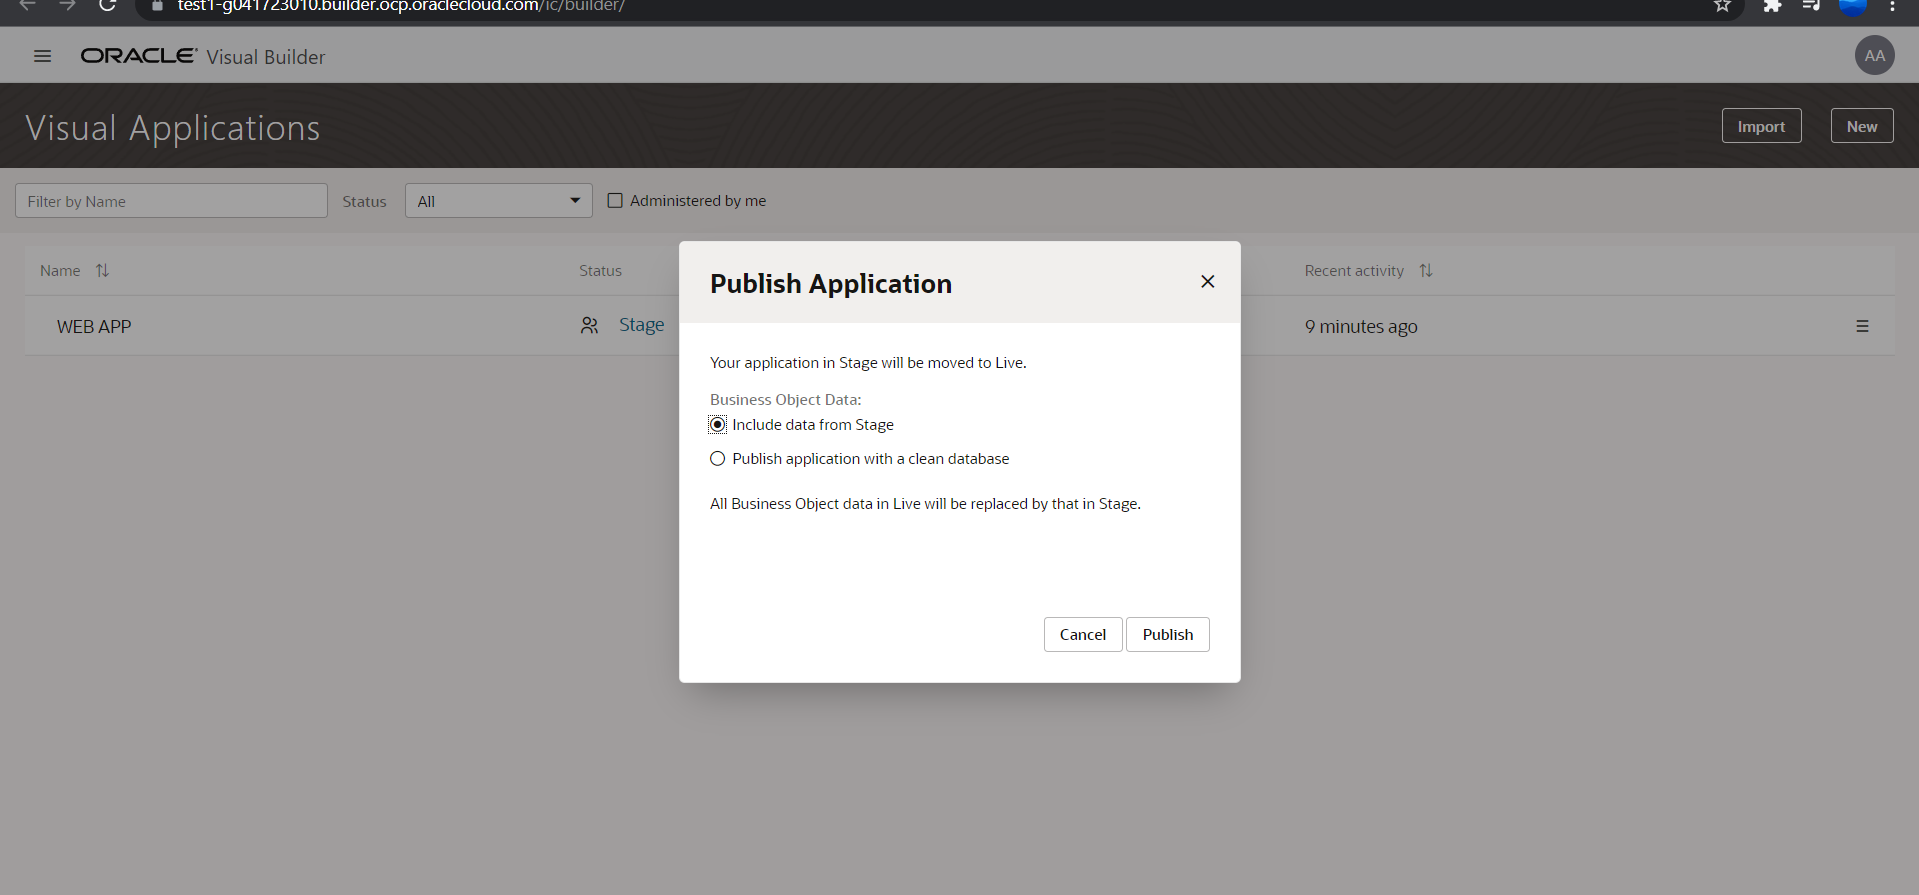 test1-g041723010.builder.ocp.oraclecloud.com/ic/builder/
ORACLE Visual Builder
AA
Visual Applications
Import
New
Filter by Name
Status
All
Administered by me
Name
Status
Recent activity
WEB APP
Stage
9 minutes ago
Publish Application
Your application in Stage will be moved to Live.
Business Object Data:
Include data from Stage
Publish application with a clean database
All Business Object data in Live will be replaced by that in Stage.
Cancel
Publish